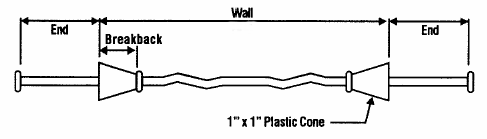 Wall
End
End
Breakback
1" x 1" Plastic Cone